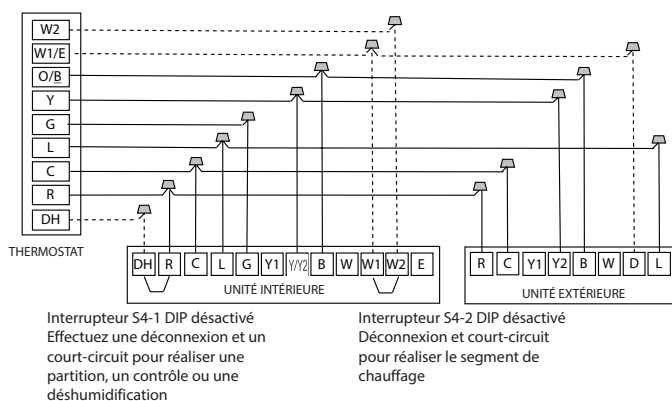 W2
W1/E
O/B
Y
G
L
C
R
DH
THERMOSTAT
DH R C L G Y1 Y/Y2 B W W1 W2 E
UNITÉ INTÉRIEURE
R C Y1 Y2 B W D L
UNITÉ EXTÉRIEURE
Interrupteur S4-1 DIP désactivé
Effectuez une déconnexion et un
court-circuit pour réaliser une
partition, un contrôle ou une
déshumidification
Interrupteur S4-2 DIP désactivé
Déconnexion et court-circuit
pour réaliser le segment de
chauffage